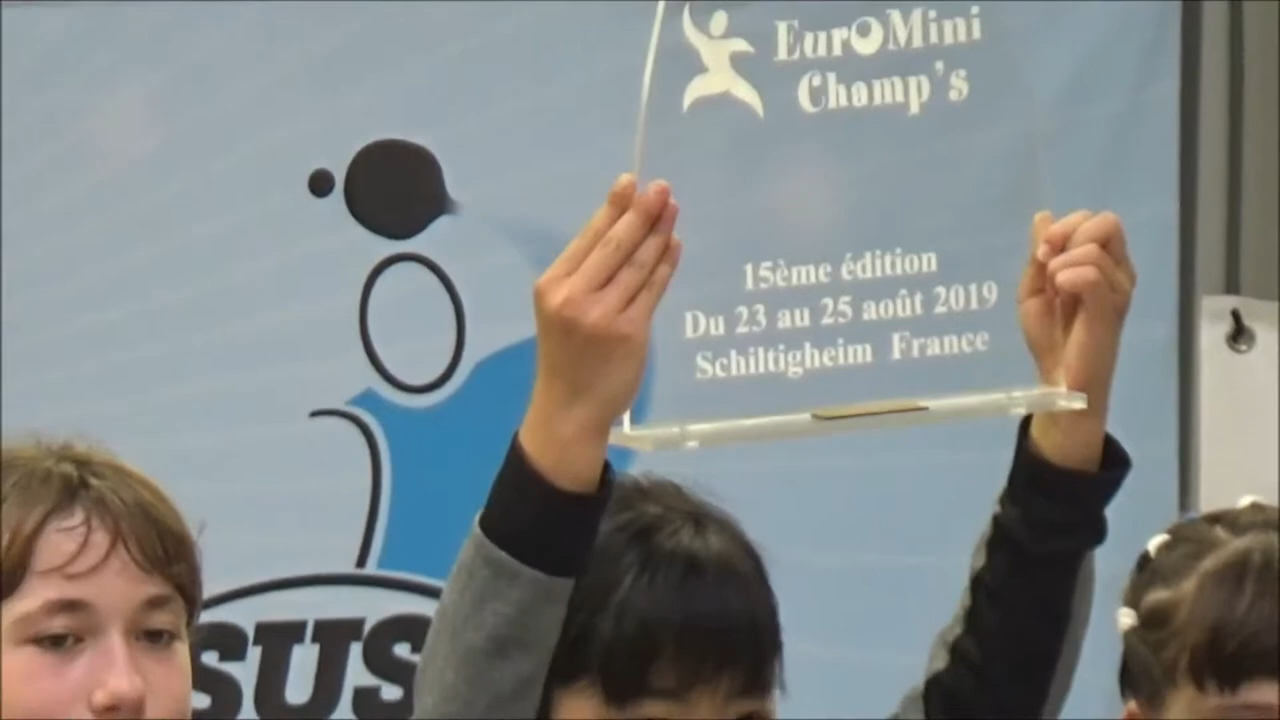 EurOMini
Champ's
15ème édition
Du 23 au 25 août 2019
Schiltigheim France
SUS